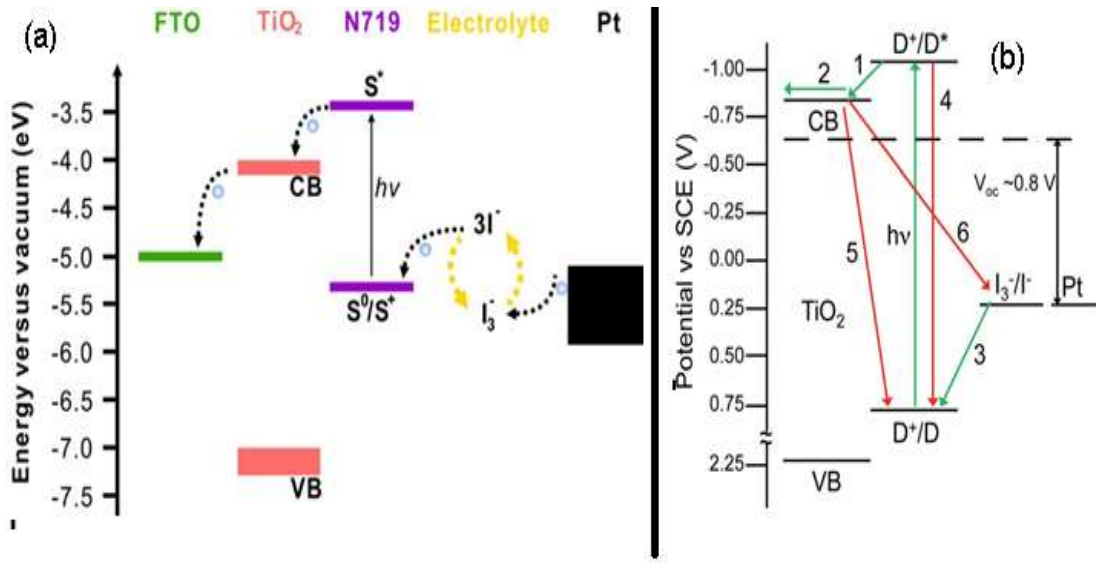 (a)
FTO TiO₂ N719 Electrolyte Pt
Energy versus vacuum (eV)
-3.5
-4.0
-4.5
-5.0
-5.5
-6.0
-6.5
-7.0
-7.5
S*
CB
hν
3I⁻
S⁰/S⁺
I₃⁻
VB
(b)
Potential vs SCE (V)
-1.00
-0.75
-0.50
-0.25
0.00
0.25
0.50
0.75
2.25
D⁺/D*
1
2
4
CB
Voc ~0.8 V
6
5
hν
I₃⁻/I⁻
Pt
TiO₂
3
D⁺/D
VB